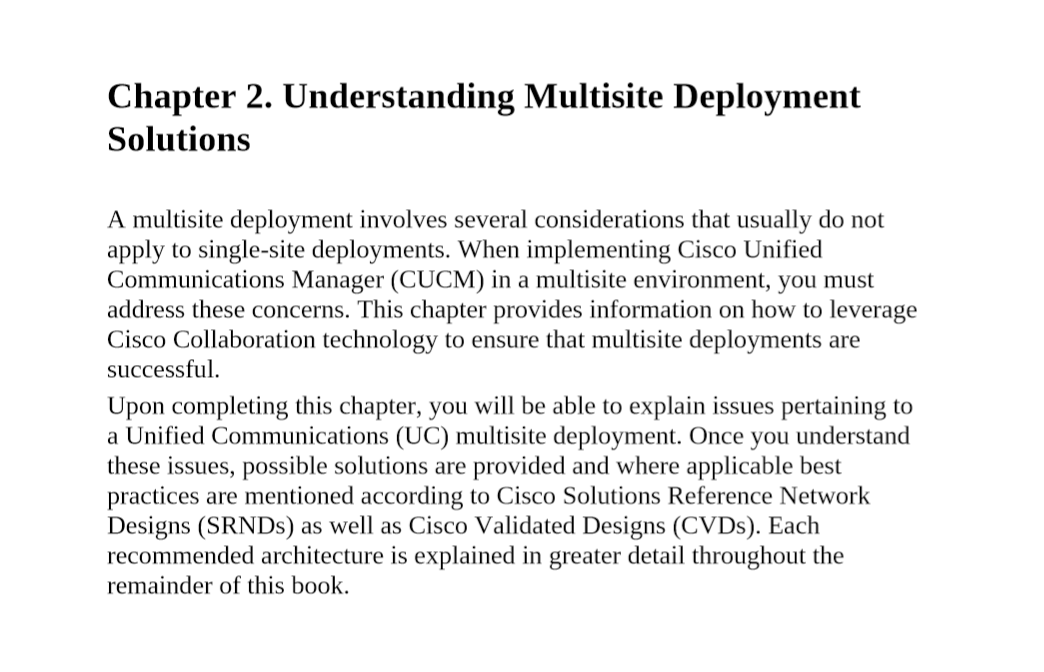 Chapter 2. Understanding Multisite Deployment
Solutions
A multisite deployment involves several considerations that usually do not
apply to single-site deployments. When implementing Cisco Unified
Communications Manager (CUCM) in a multisite environment, you must
address these concerns. This chapter provides information on how to leverage
Cisco Collaboration technology to ensure that multisite deployments are
successful.
Upon completing this chapter, you will be able to explain issues pertaining to
a Unified Communications (UC) multisite deployment. Once you understand
these issues, possible solutions are provided and where applicable best
practices are mentioned according to Cisco Solutions Reference Network
Designs (SRNDs) as well as Cisco Validated Designs (CVDs). Each
recommended architecture is explained in greater detail throughout the
remainder of this book.